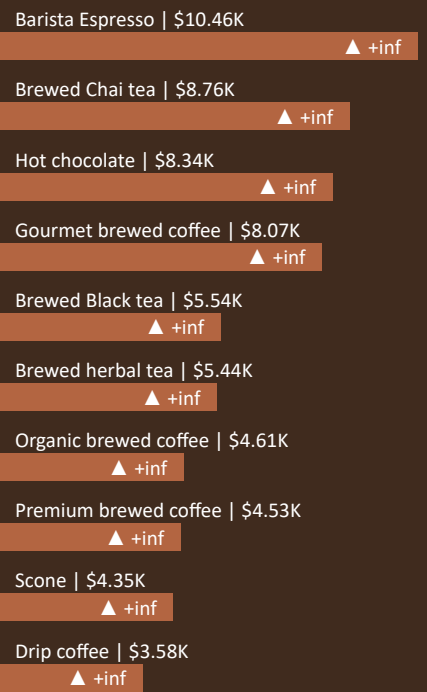 Barista Espresso | $10.46K
▲ +inf
Brewed Chai tea | $8.76K
▲ +inf
Hot chocolate | $8.34K
▲ +inf
Gourmet brewed coffee | $8.07K
▲ +inf
Brewed Black tea | $5.54K
▲ +inf
Brewed herbal tea | $5.44K
▲ +inf
Organic brewed coffee | $4.61K
▲ +inf
Premium brewed coffee | $4.53K
▲ +inf
Scone | $4.35K
▲ +inf
Drip coffee | $3.58K
▲ +inf